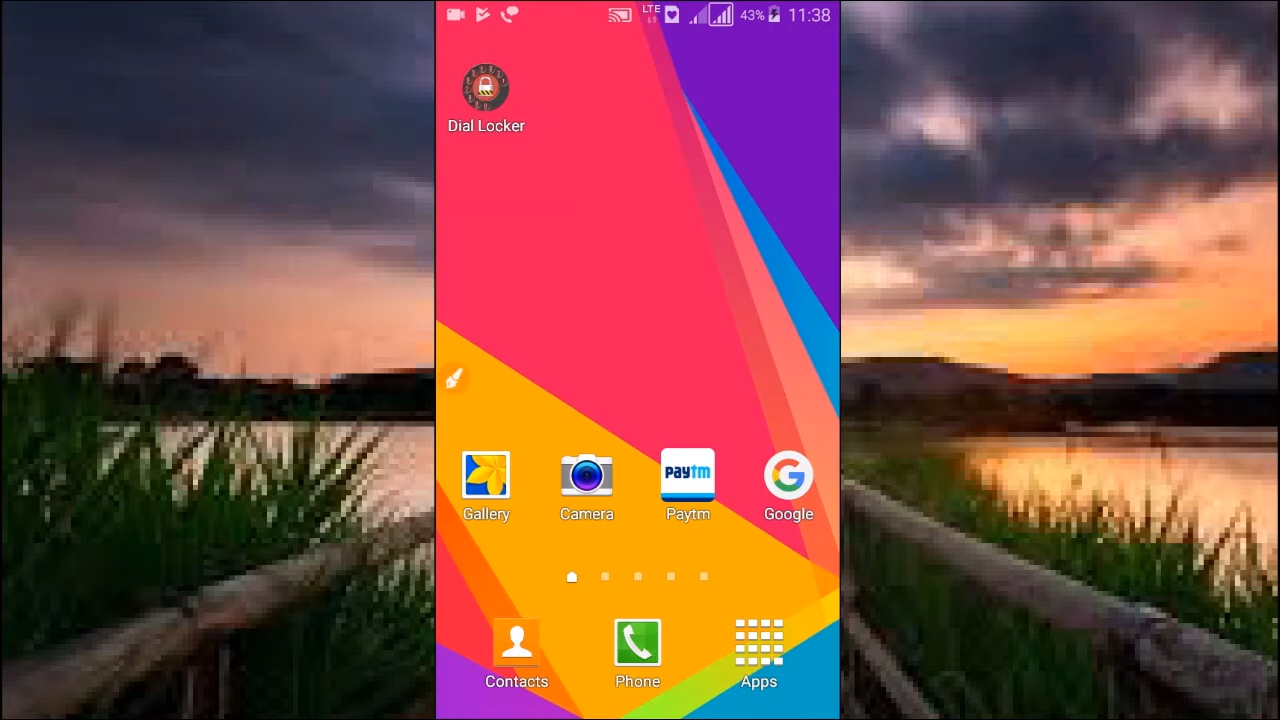 LTE 43% 11:38
Dial Locker
paytm
Gallery Camera Paytm Google
Contacts Phone Apps